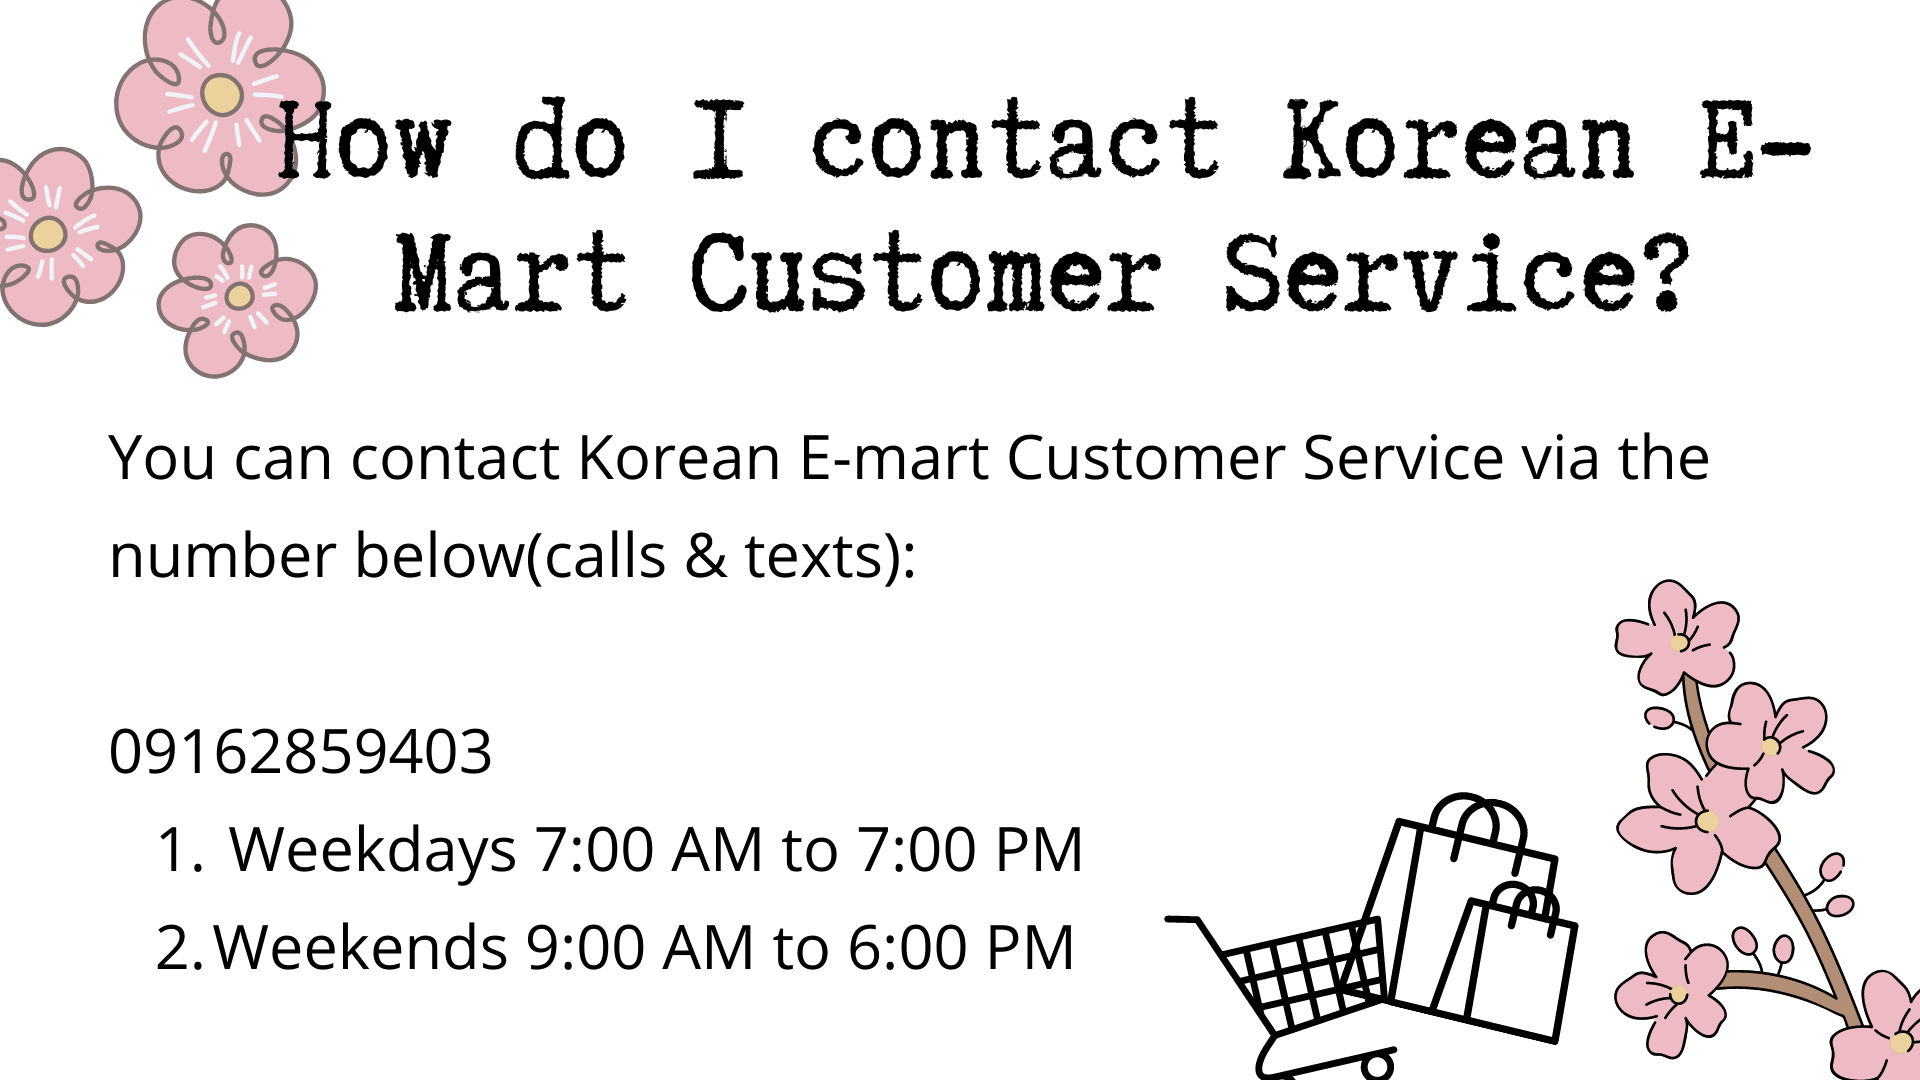 How do I contact Korean E-
Mart Customer Service?
You can contact Korean E-mart Customer Service via the
number below(calls & texts):
09162859403
1. Weekdays 7:00 AM to 7:00 PM
2. Weekends 9:00 AM to 6:00 PM